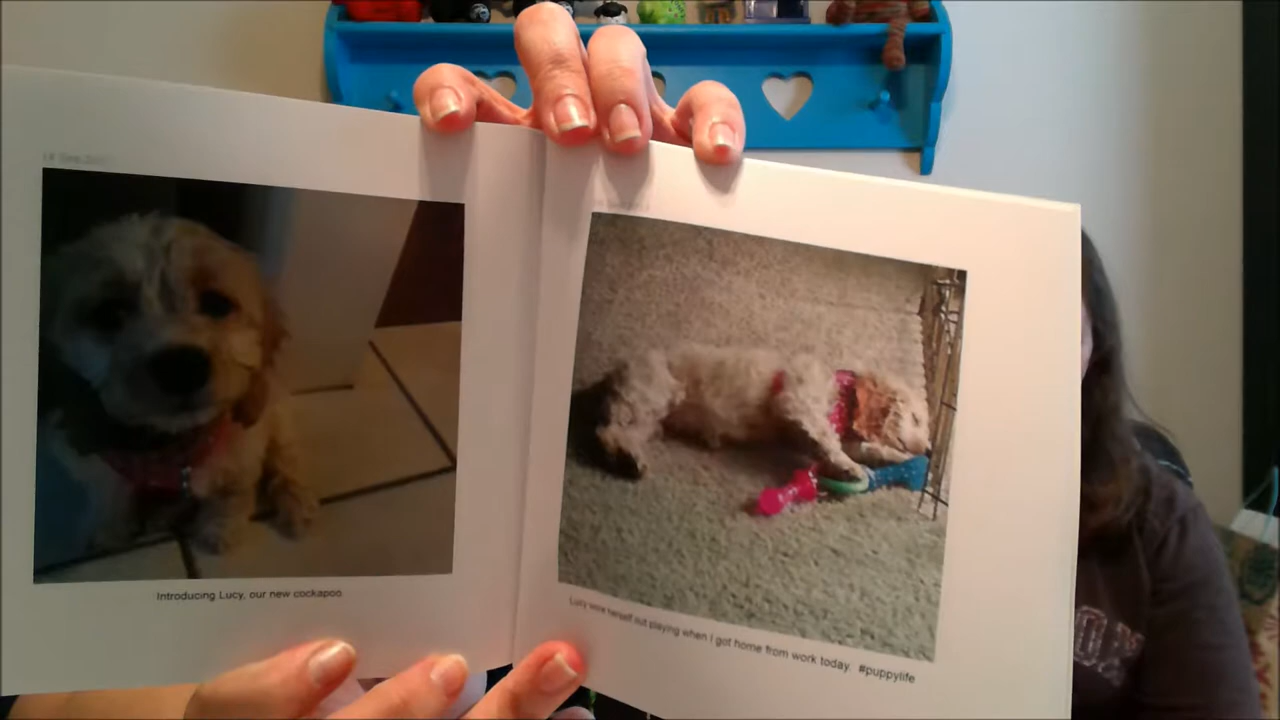 Introducing Lucy, our new cockapoo
Lucy wore herself out playing when I got home from work today. #puppylife